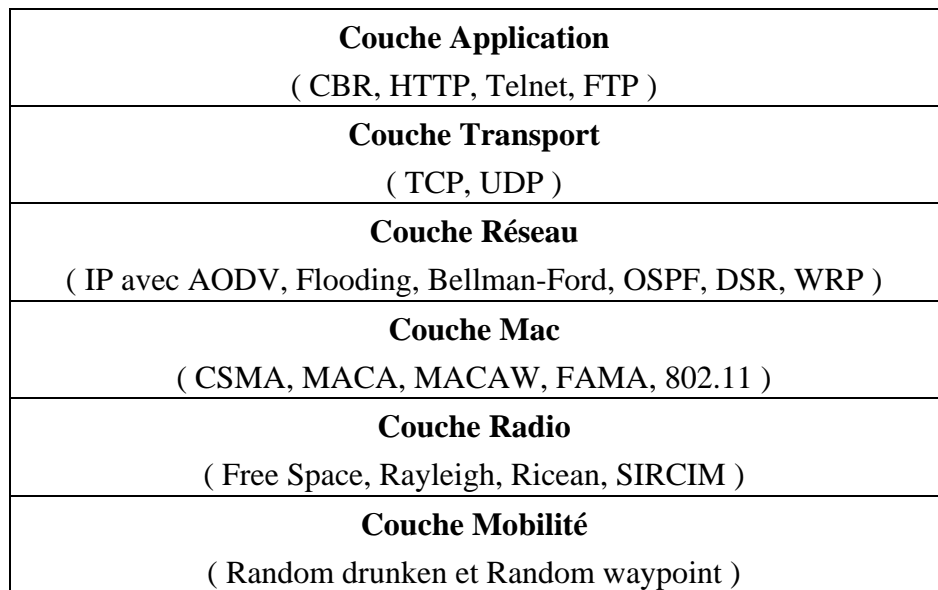 Couche Application
( CBR, HTTP, Telnet, FTP )
Couche Transport
( TCP, UDP )
Couche Réseau
( IP avec AODV, Flooding, Bellman-Ford, OSPF, DSR, WRP )
Couche Mac
( CSMA, MACA, MACAW, FAMA, 802.11 )
Couche Radio
( Free Space, Rayleigh, Ricean, SIRCIM )
Couche Mobilité
( Random drunken et Random waypoint )